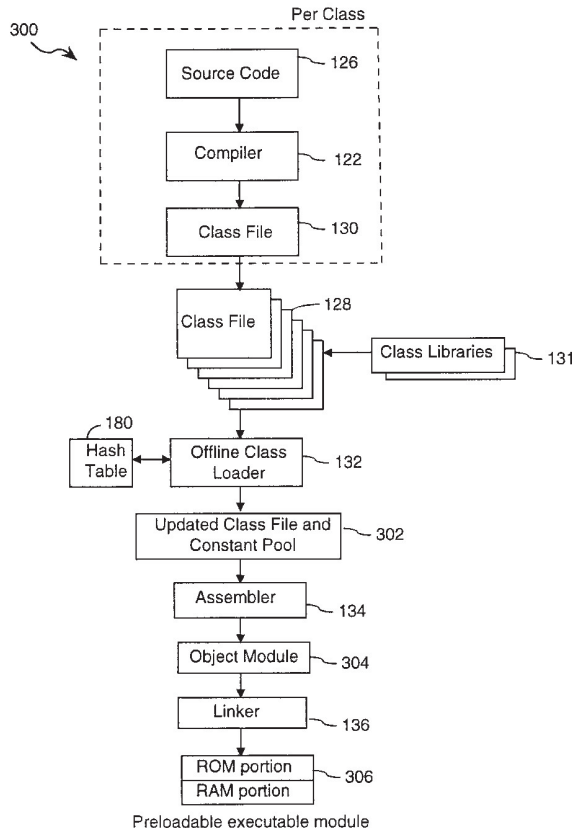 Per Class
300
Source Code
126
Compiler
122
Class File
130
Class File
128
Class Libraries
131
180
Hash
Table
Offline Class
Loader
132
Updated Class File and
Constant Pool
302
Assembler
134
Object Module
304
Linker
136
ROM portion
306
RAM portion
Preloadable executable module